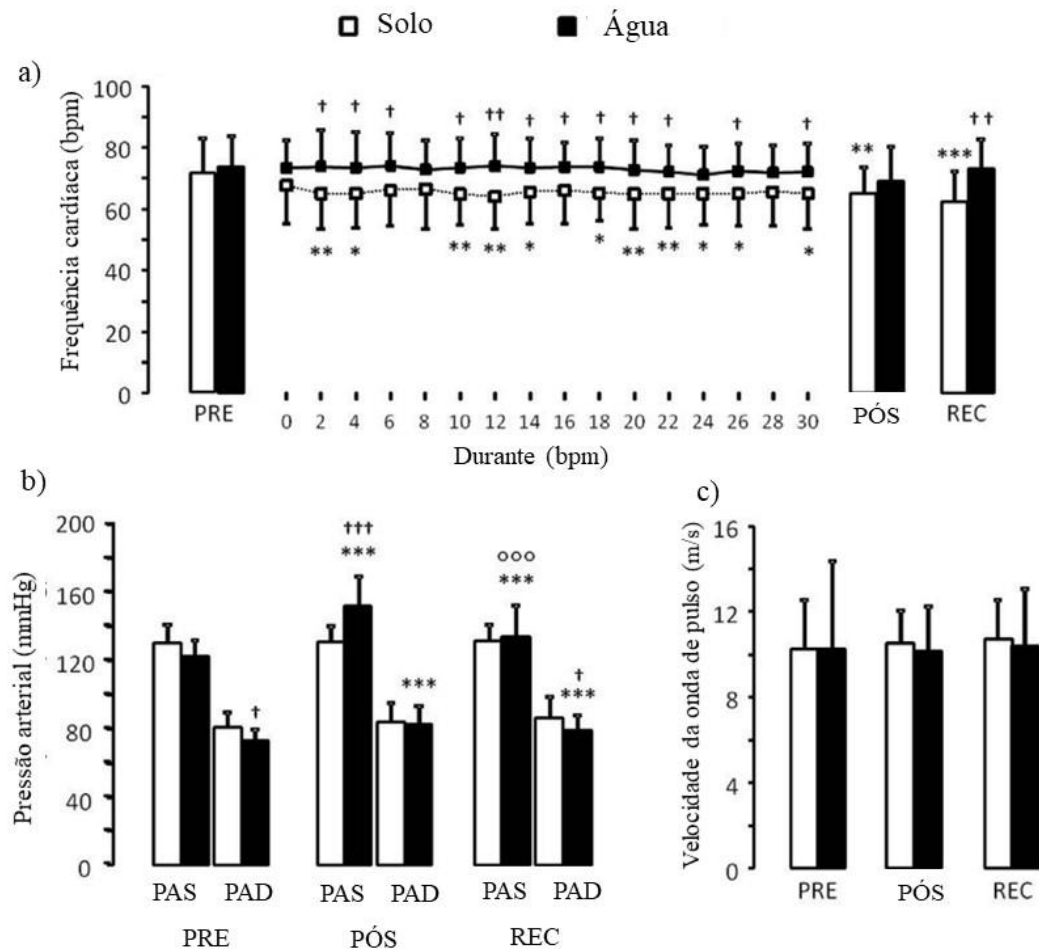 Solo Água
a)
Frequência cardíaca (bpm)
100
80
60
40
20
0
† † † † †† † † † † † † †
** * ** ** * * ** ** * * *
** *** ††
PRE
0 2 4 6 8 10 12 14 16 18 20 22 24 26 28 30
PÓS REC
Durante (bpm)
b)
Pressão arterial (mmHg)
200
160
120
80
40
0
†
†††
***
***
ooo
***
†
***
PAS PAD PAS PAD PAS PAD
PRE PÓS REC
c)
Velocidade da onda de pulso (m/s)
16
12
8
4
0
PRE PÓS REC